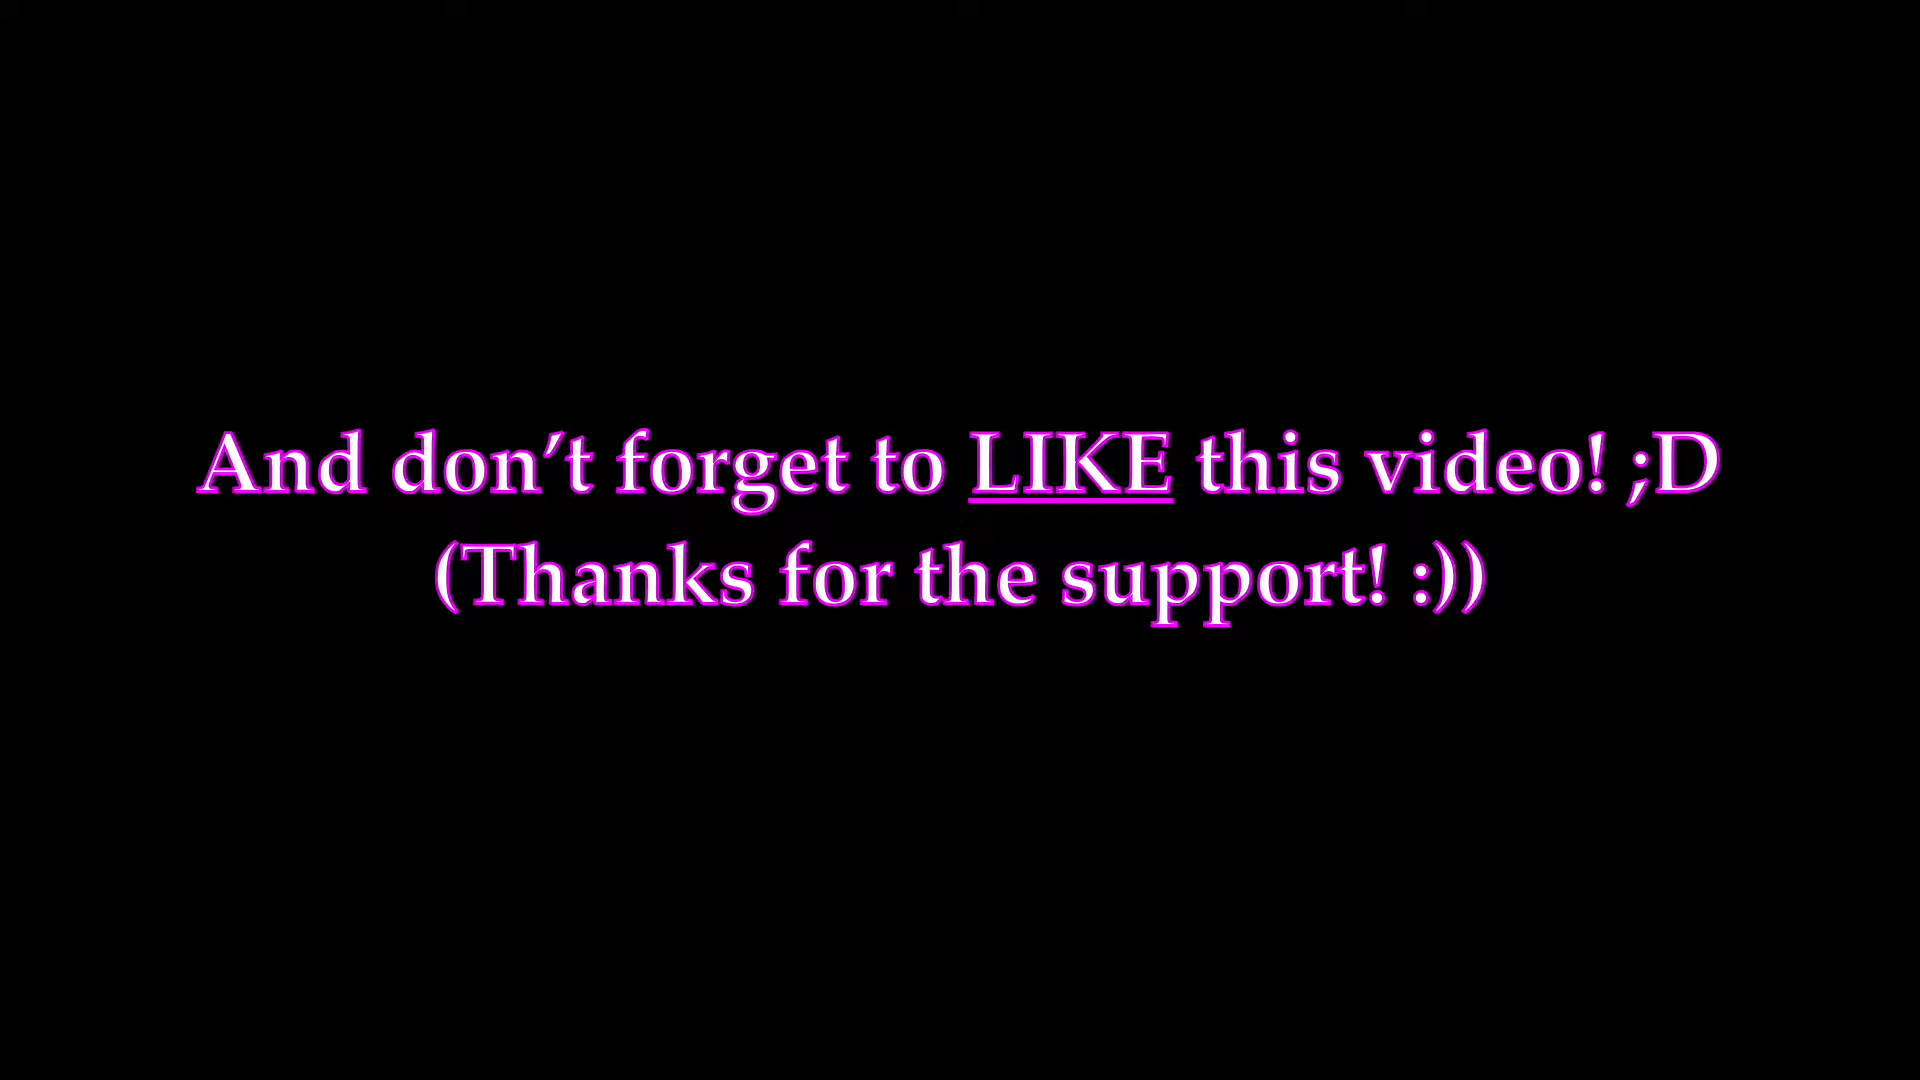 And don’t forget to LIKE this video! ;D
(Thanks for the support! :))